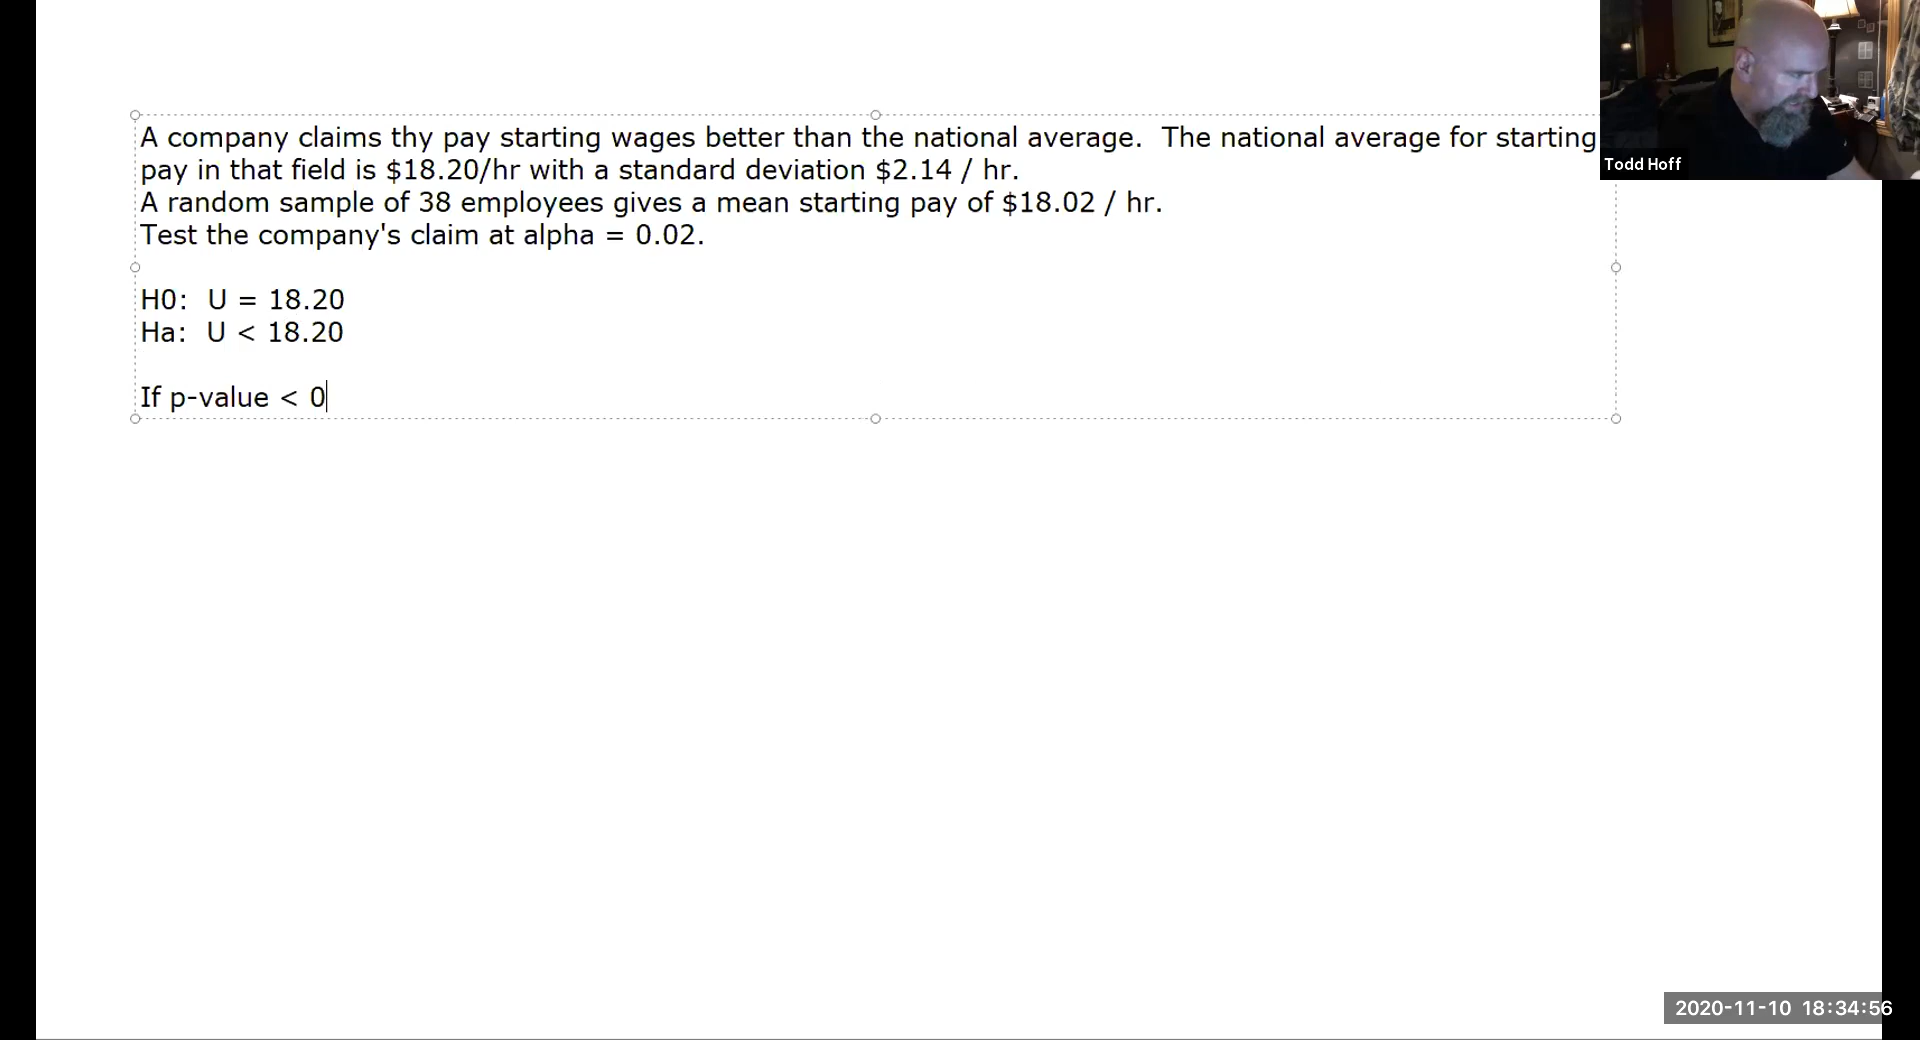 A company claims thy pay starting wages better than the national average.  The national average for starting
pay in that field is $18.20/hr with a standard deviation $2.14 / hr.
A random sample of 38 employees gives a mean starting pay of $18.02 / hr.
Test the company's claim at alpha = 0.02.
H0:  U = 18.20
Ha:  U < 18.20
If p-value < 0
Todd Hoff
2020-11-10 18:34:56